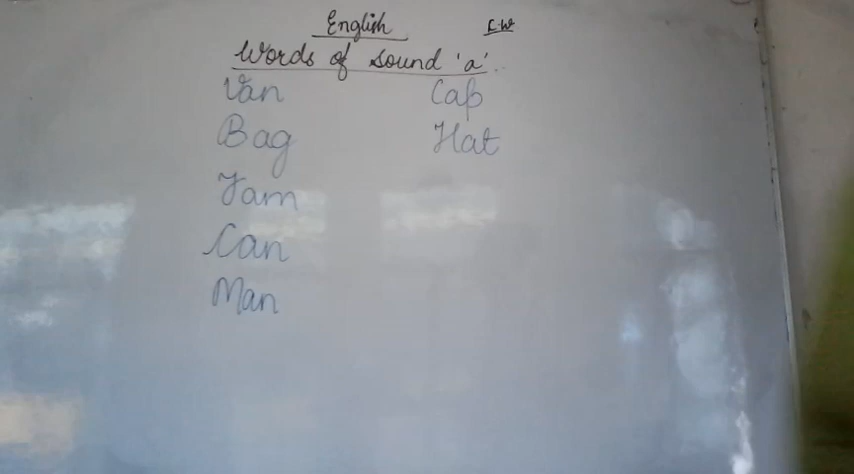 English C.W
Words of sound 'a'.
Van Cap
Bag Hat
Jam
Can
Man